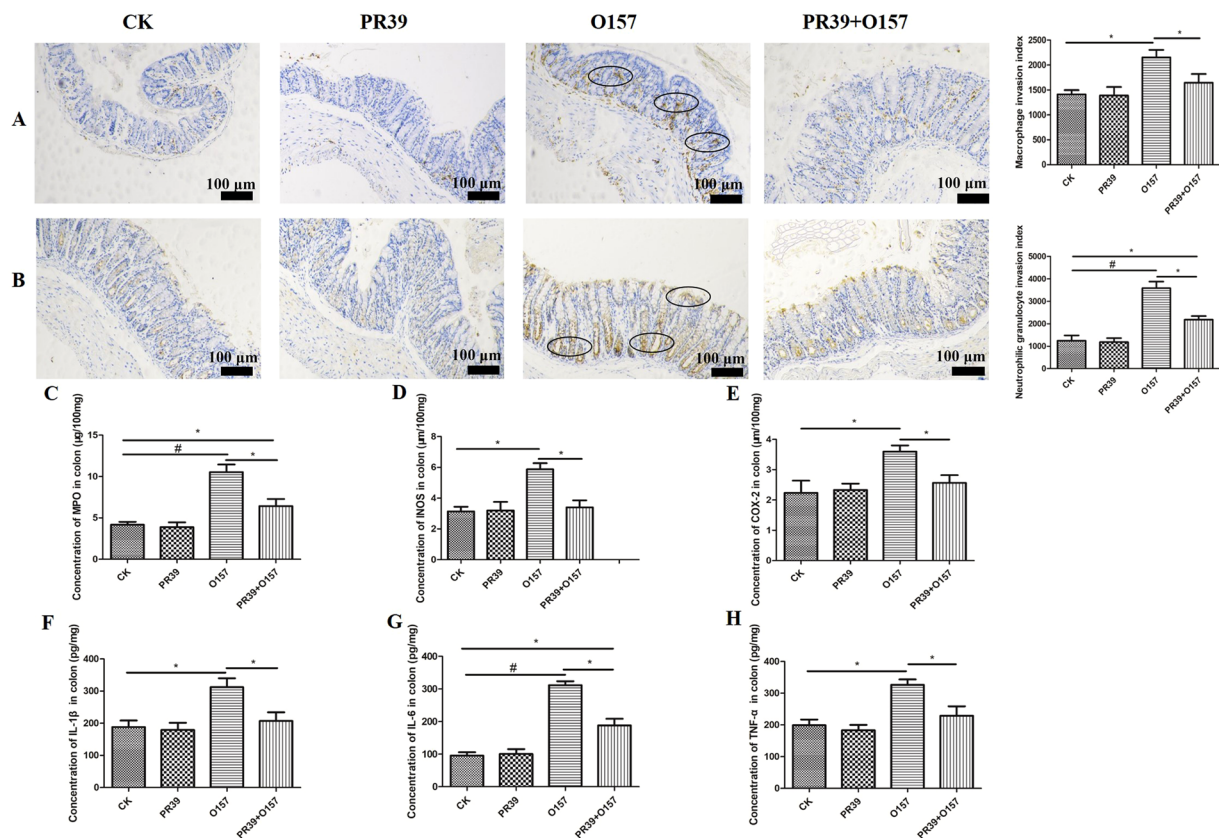 CK PR39 O157 PR39+O157
A
100 µm 100 µm 100 µm 100 µm
* *
Macrophage invasion index
2500
2000
1500
1000
500
0
CK PR39 O157 PR39+O157
B
100 µm 100 µm 100 µm 100 µm
*
# *
Neutrophilic granulocyte invasion index
5000
4000
3000
2000
1000
0
CK PR39 O157 PR39+O157
C
*
# *
Concentration of MPO in colon (µg/100mg)
15
10
5
0
CK PR39 O157 PR39+O157
D
* *
Concentration of iNOS in colon (µm/100mg)
8
6
4
2
0
CK PR39 O157 PR39+O157
E
* *
Concentration of COX-2 in colon (µm/100mg)
4
3
2
1
0
CK PR39 O157 PR39+O157
F
* *
Concentration of IL-1β in colon (pg/mg)
400
300
200
100
0
CK PR39 O157 PR39+O157
G
*
# *
Concentration of IL-6 in colon (pg/mg)
400
300
200
100
0
CK PR39 O157 PR39+O157
H
* *
Concentration of TNF-α in colon (pg/mg)
400
300
200
100
0
CK PR39 O157 PR39+O157